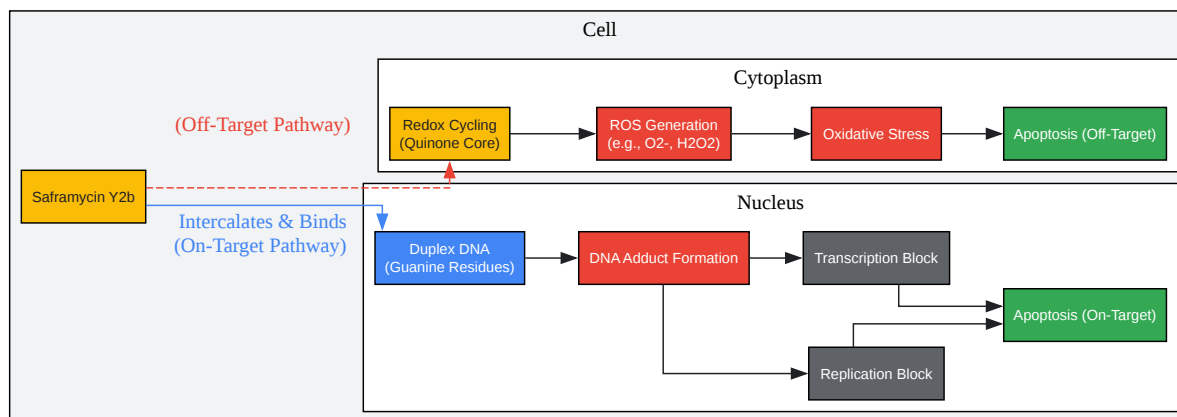 Cell
Cytoplasm
(Off-Target Pathway)
Redox Cycling
(Quinone Core)
ROS Generation
(e.g., O2-, H2O2)
Oxidative Stress
Apoptosis (Off-Target)
Saframycin Y2b
Nucleus
Intercalates & Binds
(On-Target Pathway)
Duplex DNA
(Guanine Residues)
DNA Adduct Formation
Transcription Block
Apoptosis (On-Target)
Replication Block